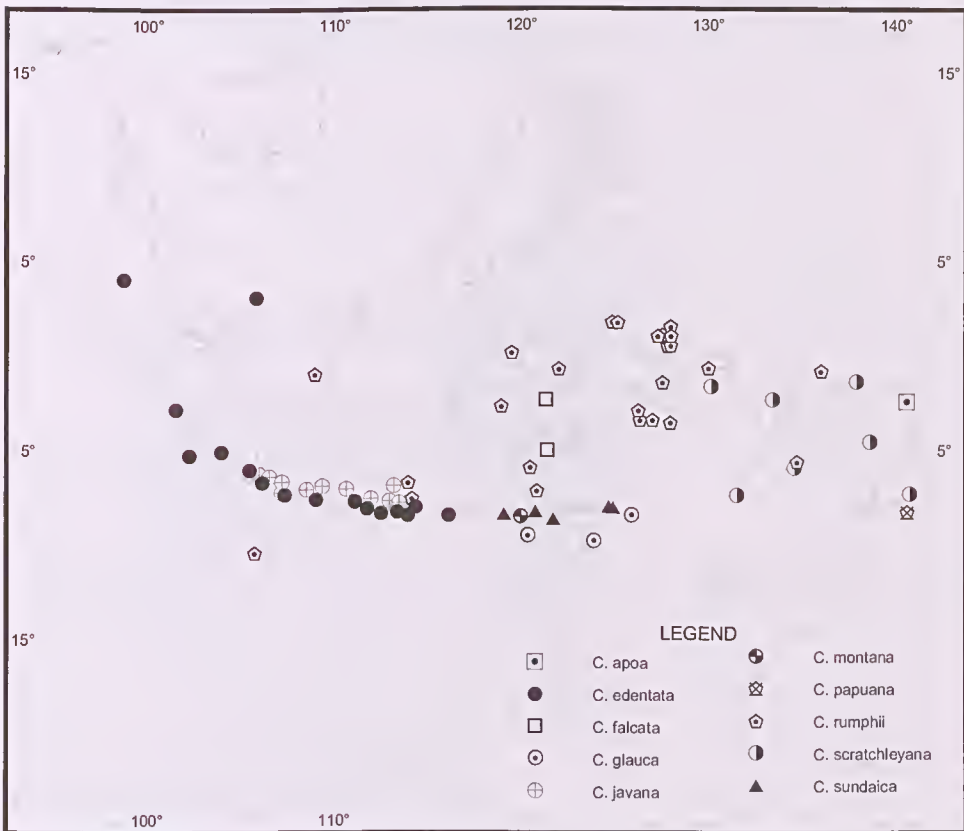 100° 110° 120° 130° 140°
15° 15°
5° 5°
5° 5°
15°
LEGEND
C. apoa C. montana
C. edentata C. papuana
C. falcata C. rumphii
C. glauca C. scratchleyana
C. javana C. sundaica
100° 110°